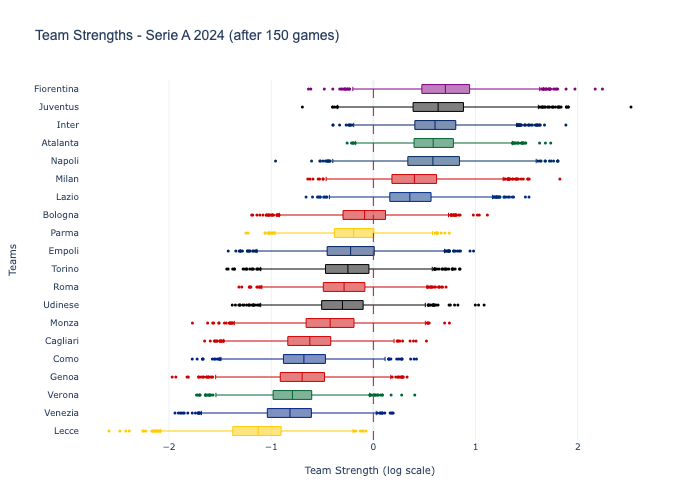 Team Strengths - Serie A 2024 (after 150 games)
Fiorentina
Juventus
Inter
Atalanta
Napoli
Milan
Lazio
Bologna
Parma
Empoli
Torino
Roma
Udinese
Monza
Cagliari
Como
Genoa
Verona
Venezia
Lecce
Teams
−2
−1
0
1
2
Team Strength (log scale)